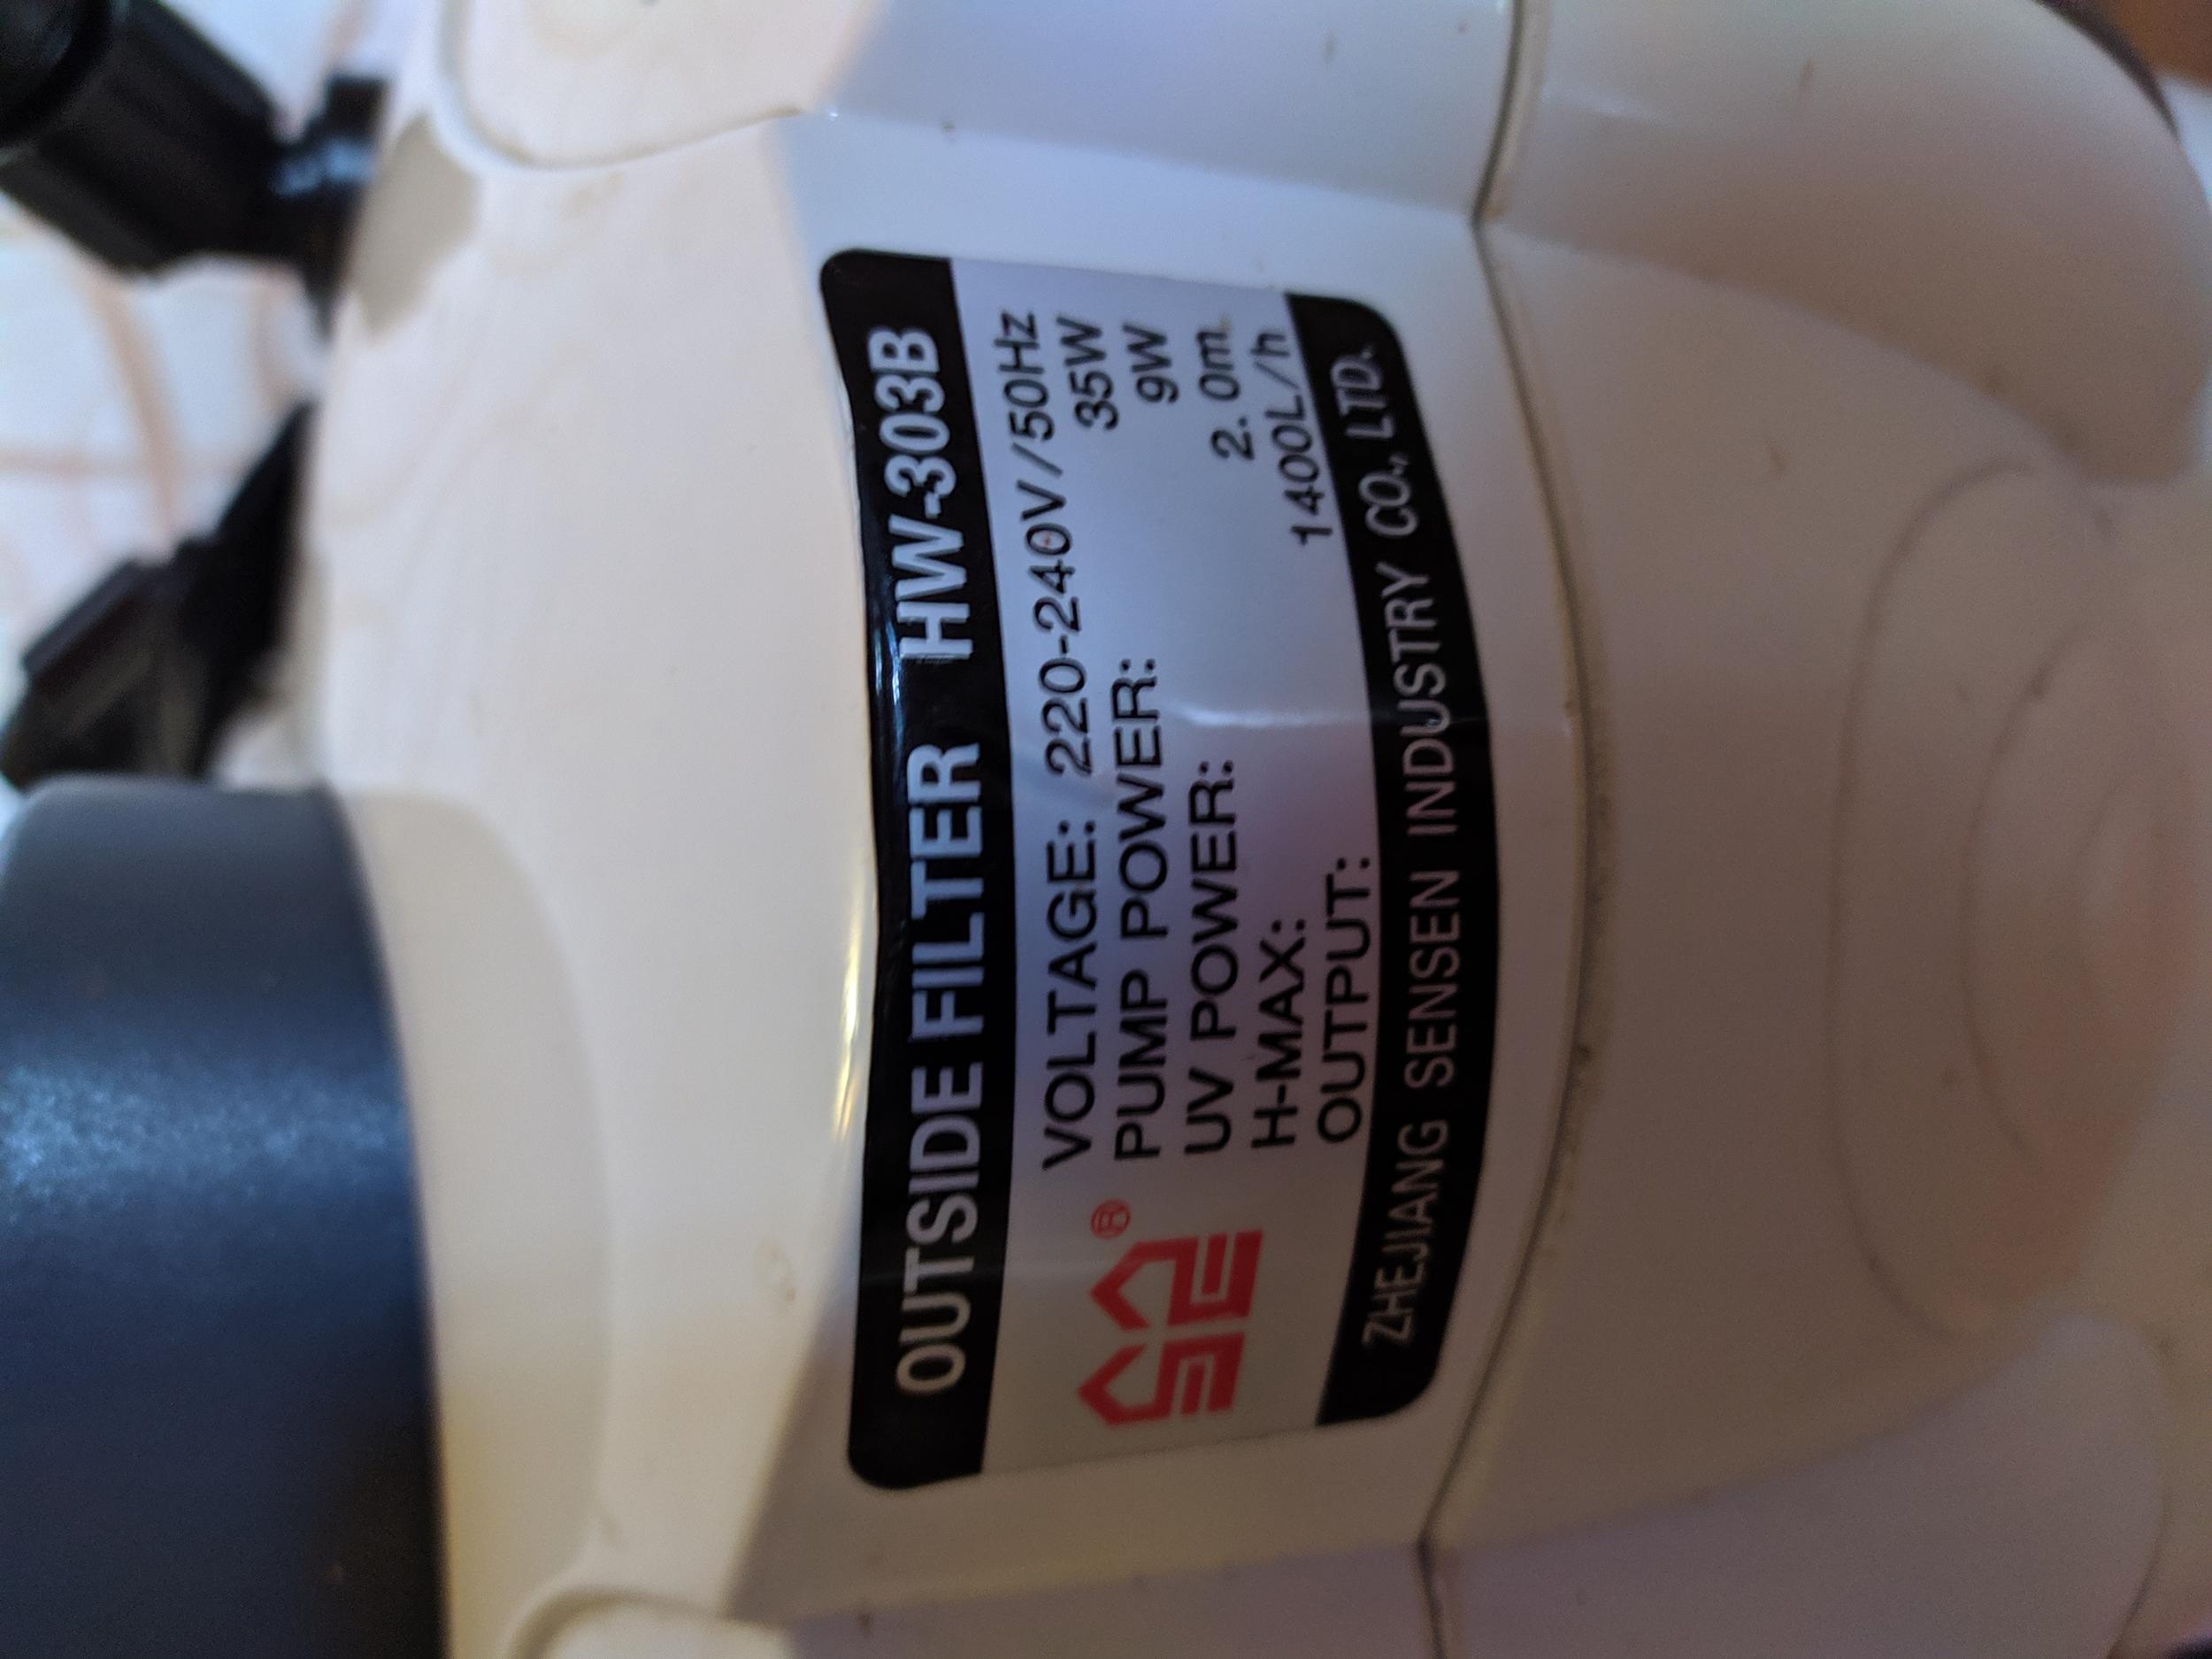 OUTSIDE FILTER HW-303B
VOLTAGE: 220-240V/50Hz
PUMP POWER: 35W
UV POWER: 9W
H-MAX: 2.0m
OUTPUT: 1400L/h
®
ZHEJIANG SENSEN INDUSTRY CO., LTD.